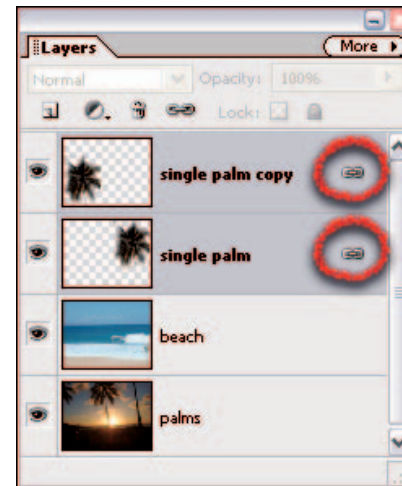 Layers More
Normal Opacity: 100%
Lock:
single palm copy
single palm
beach
palms